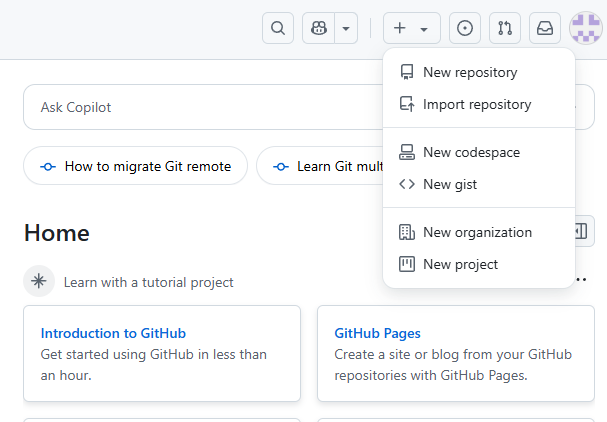 New repository
Import repository
New codespace
New gist
New organization
New project
Ask Copilot
How to migrate Git remote
Learn Git mult
Home
Learn with a tutorial project
Introduction to GitHub
Get started using GitHub in less than
an hour.
GitHub Pages
Create a site or blog from your GitHub
repositories with GitHub Pages.